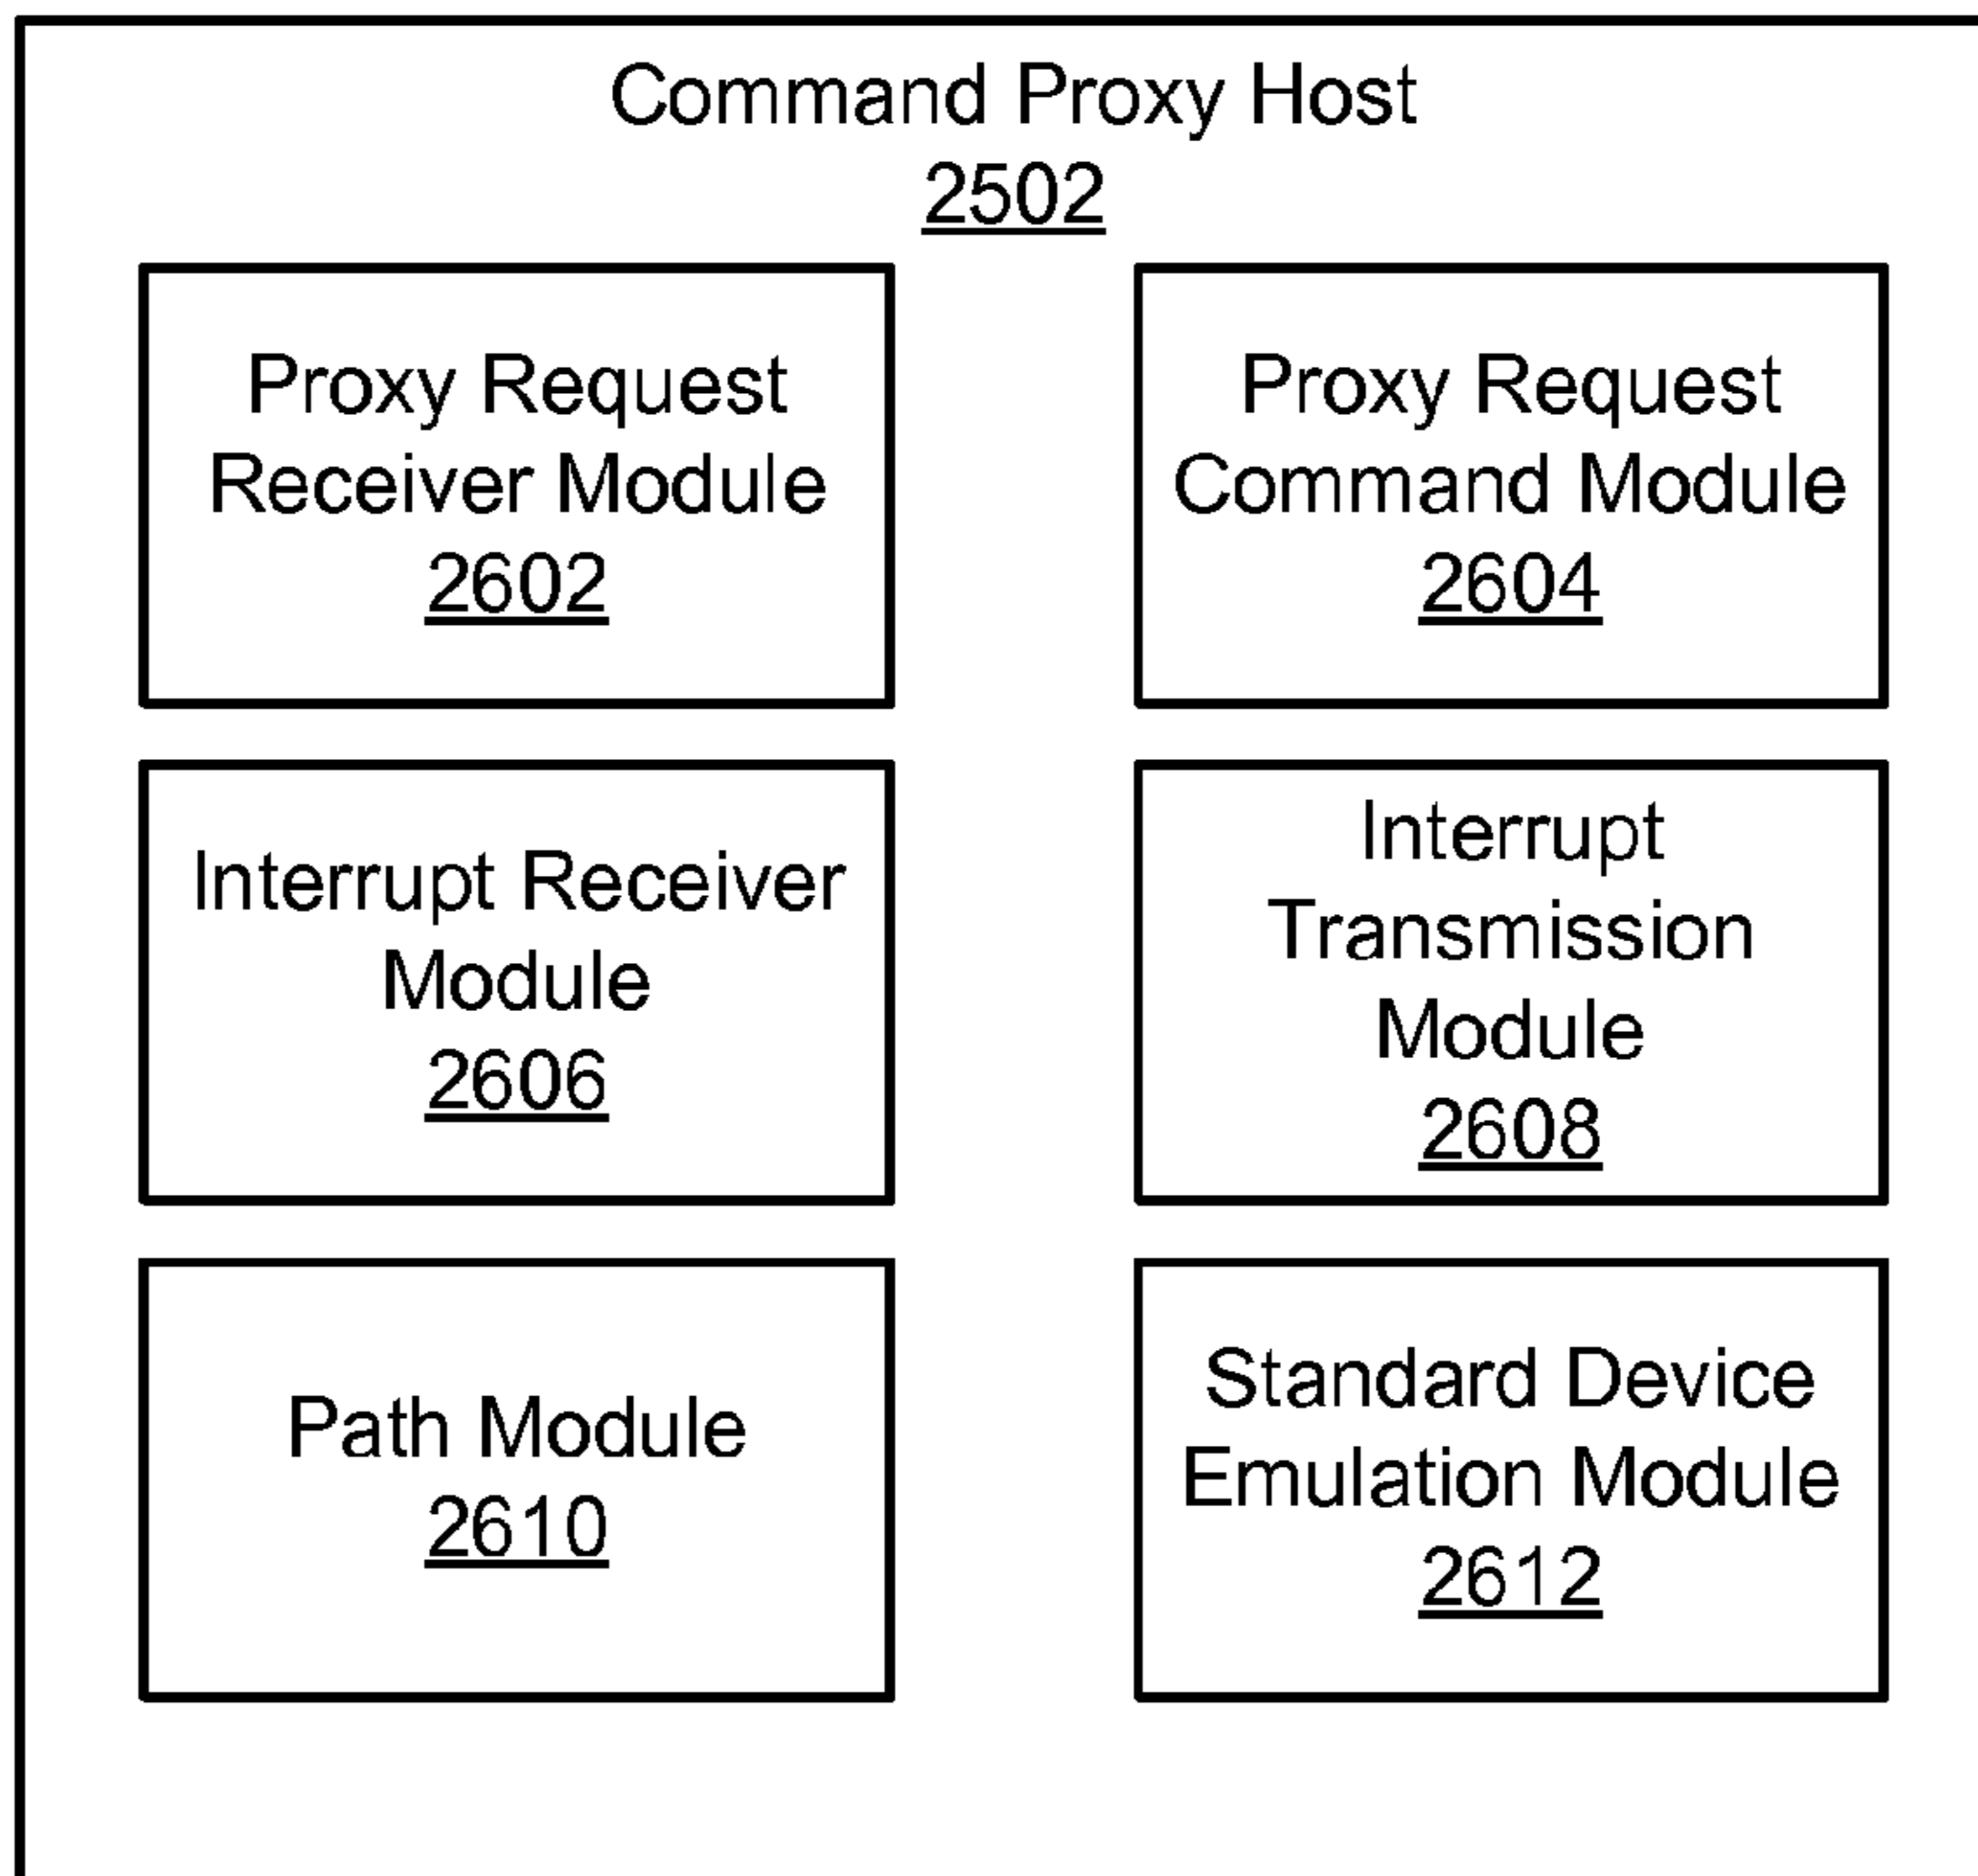 Command Proxy Host
2502
Proxy Request
Receiver Module
2602
Proxy Request
Command Module
2604
Interrupt Receiver
Module
2606
Interrupt
Transmission
Module
2608
Path Module
2610
Standard Device
Emulation Module
2612